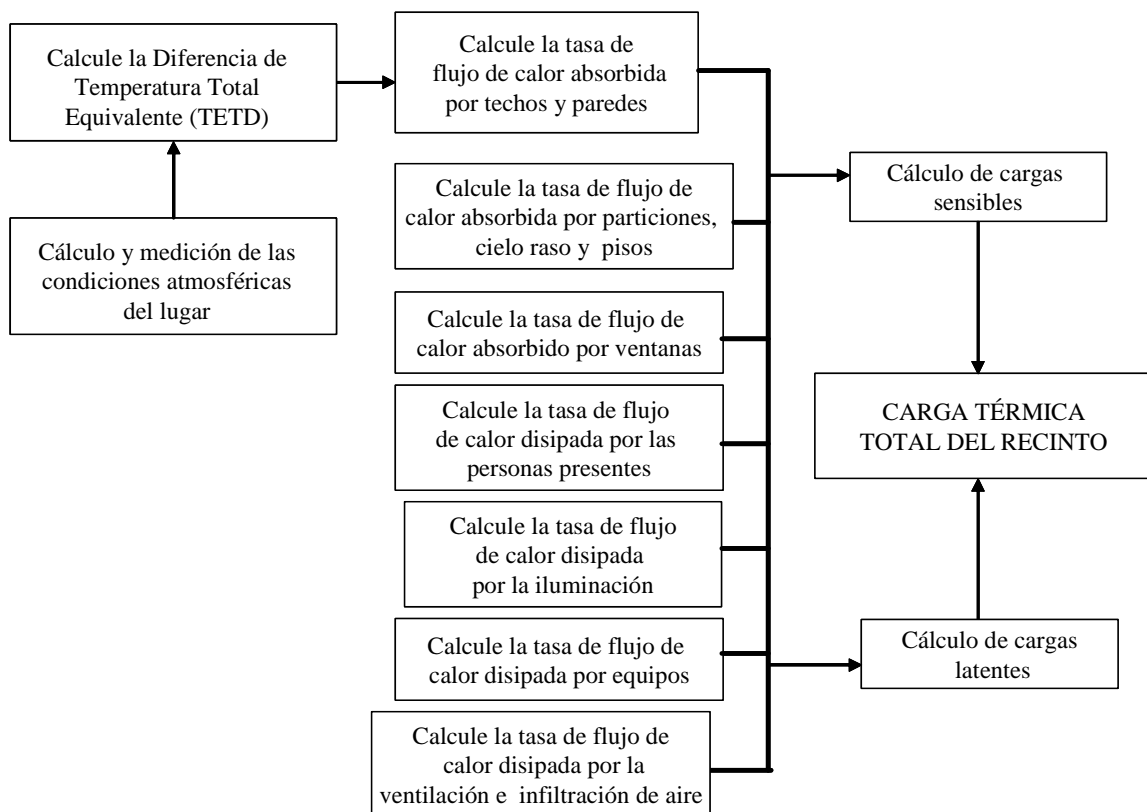 Calcule la Diferencia de
Temperatura Total
Equivalente (TETD)
Cálculo y medición de las
condiciones atmosféricas
del lugar
Calcule la tasa de
flujo de calor absorbida
por techos y paredes
Calcule la tasa de flujo de
calor absorbida por particiones,
cielo raso y pisos
Calcule la tasa de flujo de
calor absorbido por ventanas
Calcule la tasa de flujo
de calor disipada por las
personas presentes
Calcule la tasa de flujo
de calor disipada
por la iluminación
Calcule la tasa de flujo de
calor disipada por equipos
Calcule la tasa de flujo de
calor disipada por la
ventilación e infiltración de aire
Cálculo de cargas
sensibles
CARGA TÉRMICA
TOTAL DEL RECINTO
Cálculo de cargas
latentes